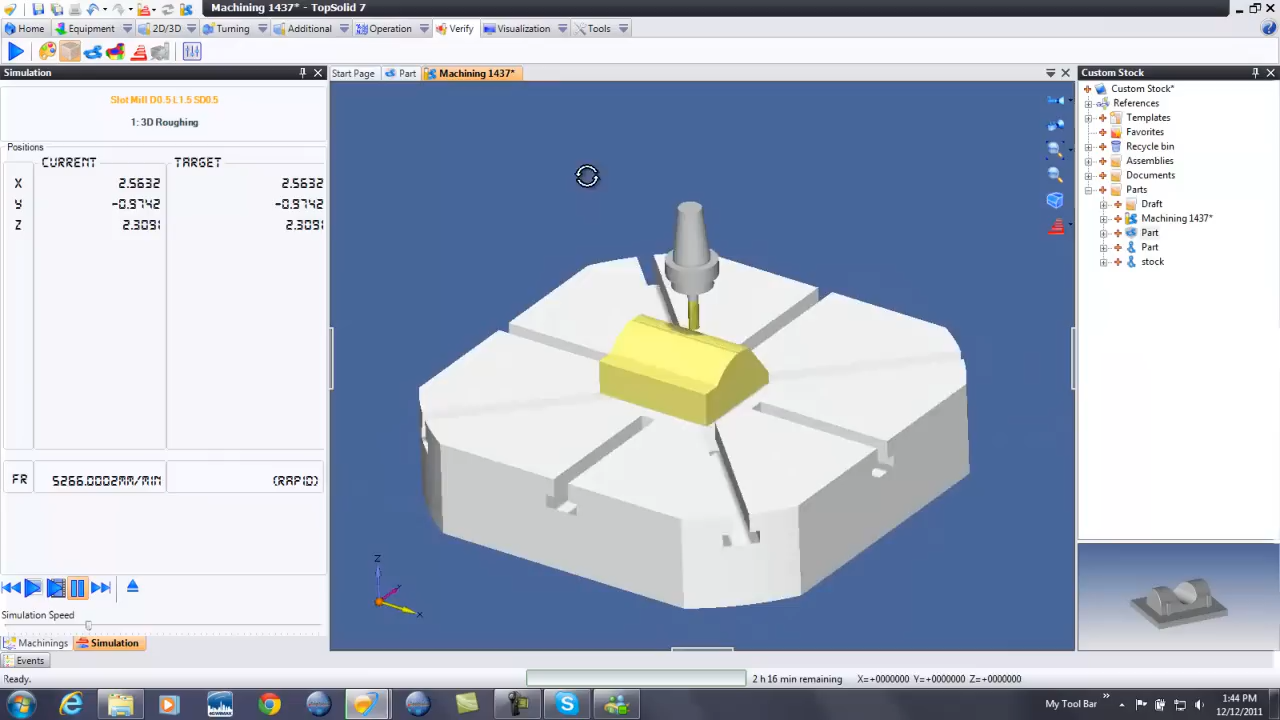 Machining 1437* - TopSolid 7
Home Equipment 2D/3D Turning Additional Operation Verify Visualization Tools
Simulation
Start Page Part Machining 1437*
Custom Stock
Slot Mill D0.5 L1.5 SD0.5
1: 3D Roughing
Positions
CURRENT TARGET
X 2.5632 2.5632
Y -0.9742 -0.9742
Z 2.3091 2.3091
FR 5266.0002MM/MIN (RAPID)
Simulation Speed
Machinings Simulation
Events
Custom Stock*
References
Templates
Favorites
Recycle bin
Assemblies
Documents
Parts
Draft
Machining 1437*
Part
Part
stock
Z
Y
X
Ready.
2 h 16 min remaining X=+0000000 Y=+0000000 Z=+0000000
My Tool Bar
»
1:44 PM
12/12/2011